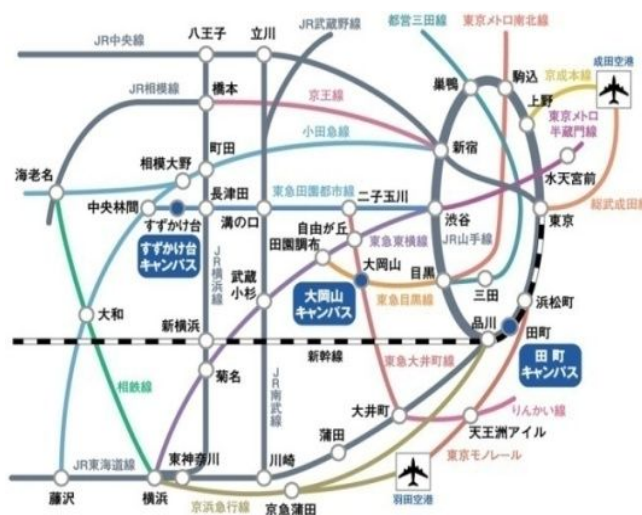 都営三田線
東京メトロ南北線
JR武蔵野線
八王子
立川
JR中央線
成田空港
京成本線
巣鴨
駒込
上野
JR相模線
橋本
京王線
東京メトロ
半蔵門線
小田急線
新宿
水天宮前
町田
相模大野
海老名
中央林間
すずかけ台
長津田
東急田園都市線
溝の口
二子玉川
渋谷
東京
総武成田線
すずかけ台
キャンパス
自由が丘
田園調布
東急東横線
JR山手線
大岡山
大岡山
キャンパス
JR横浜線
武蔵
小杉
目黒
三田
東急目黒線
浜松町
大和
新横浜
品川
田町
田町
キャンパス
新幹線
菊名
東急大井町線
相鉄線
JR南武線
大井町
りんかい線
天王洲アイル
蒲田
東京モノレール
JR東海道線
東神奈川
川崎
羽田空港
藤沢
横浜
京浜急行線
京急蒲田